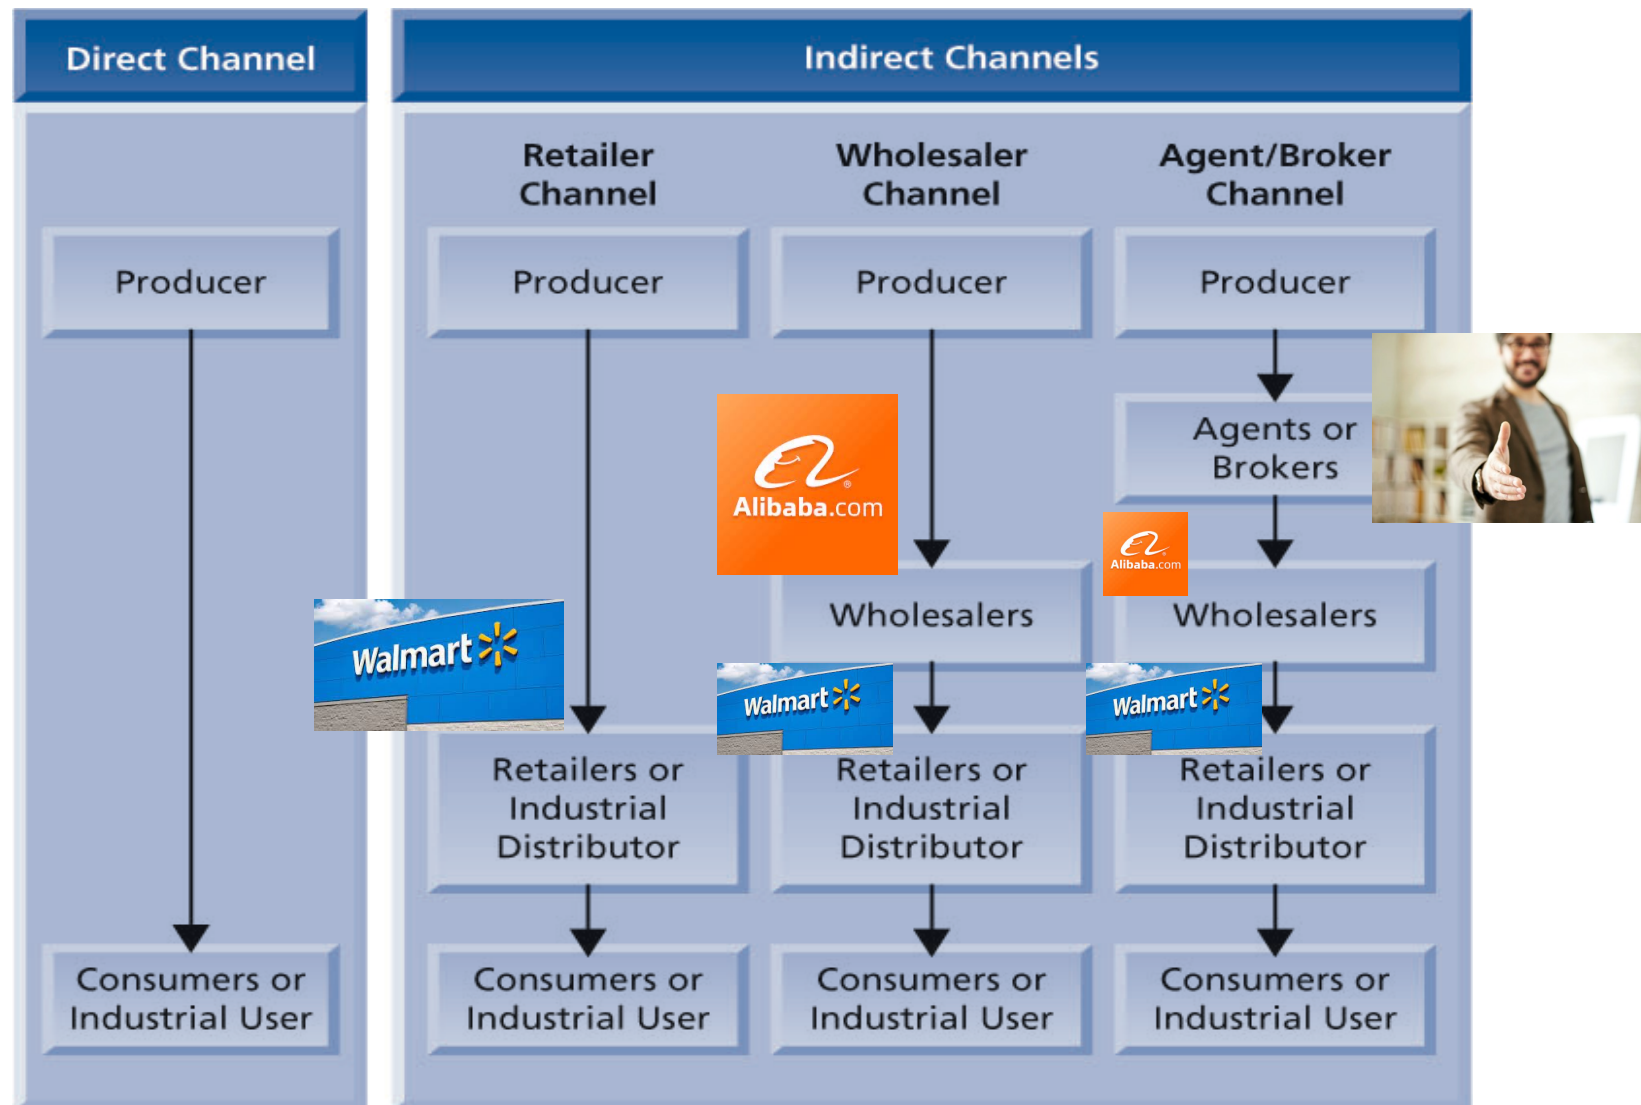 Direct Channel
Producer
Consumers or
Industrial User
Indirect Channels
Retailer
Channel
Producer
Walmart
Retailers or
Industrial
Distributor
Consumers or
Industrial User
Wholesaler
Channel
Producer
Alibaba.com
Wholesalers
Walmart
Retailers or
Industrial
Distributor
Consumers or
Industrial User
Agent/Broker
Channel
Producer
Agents or
Brokers
Alibaba.com
Wholesalers
Walmart
Retailers or
Industrial
Distributor
Consumers or
Industrial User